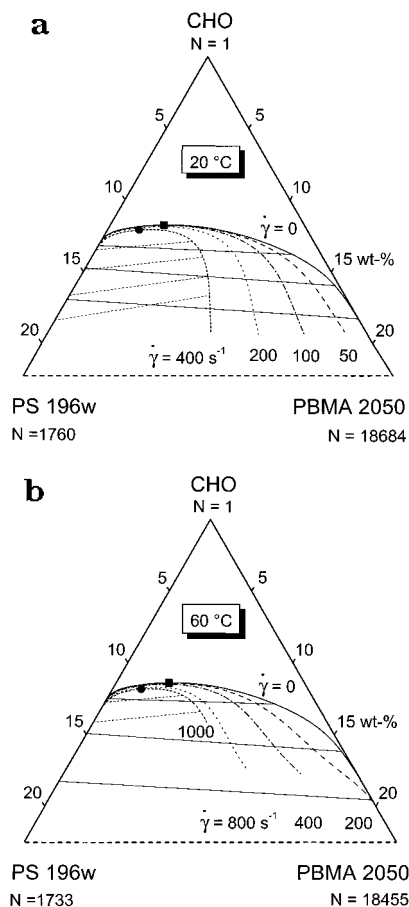 a
CHO
N = 1
5 5
20 °C
10 10
γ̇ = 0
15 15 wt-%
20 20
γ̇ = 400 s⁻¹ 200 100 50
PS 196w PBMA 2050
N =1760 N = 18684
b
CHO
N = 1
5 5
60 °C
10 10
γ̇ = 0
15 15 wt-%
1000
20 20
γ̇ = 800 s⁻¹ 400 200
PS 196w PBMA 2050
N =1733 N = 18455